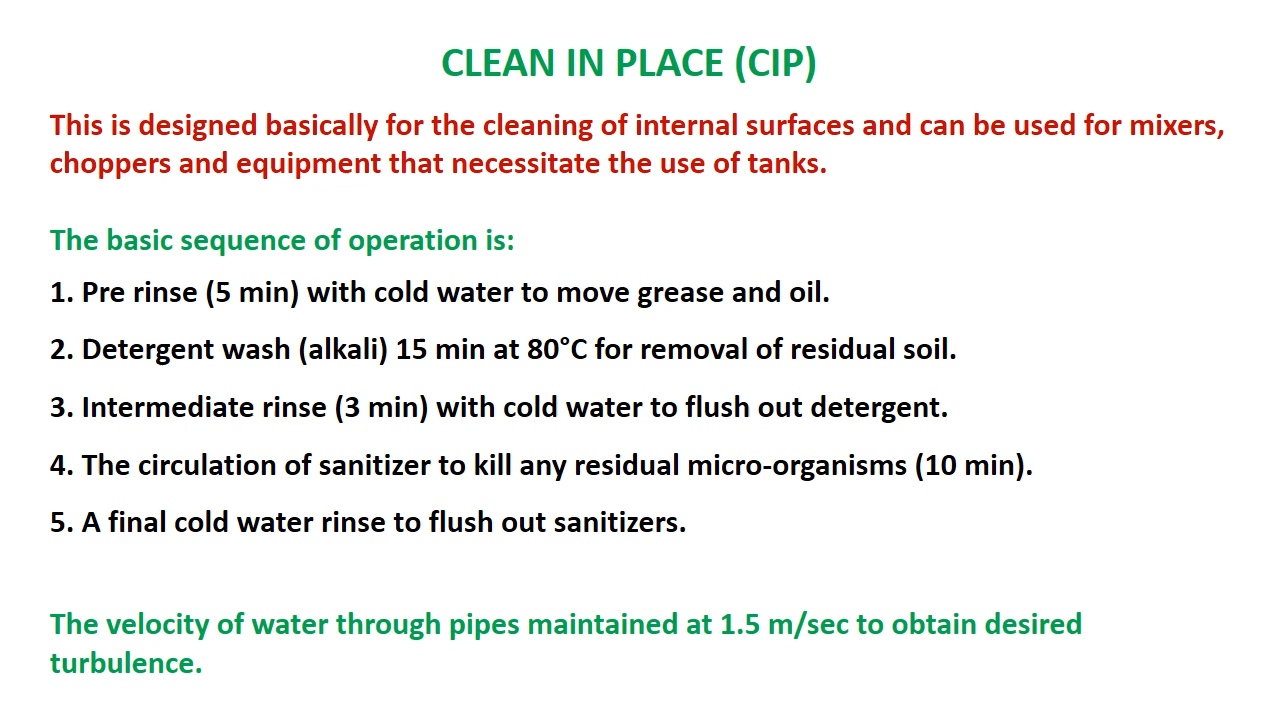 CLEAN IN PLACE (CIP)
This is designed basically for the cleaning of internal surfaces and can be used for mixers,
choppers and equipment that necessitate the use of tanks.
The basic sequence of operation is:
1. Pre rinse (5 min) with cold water to move grease and oil.
2. Detergent wash (alkali) 15 min at 80°C for removal of residual soil.
3. Intermediate rinse (3 min) with cold water to flush out detergent.
4. The circulation of sanitizer to kill any residual micro-organisms (10 min).
5. A final cold water rinse to flush out sanitizers.
The velocity of water through pipes maintained at 1.5 m/sec to obtain desired
turbulence.